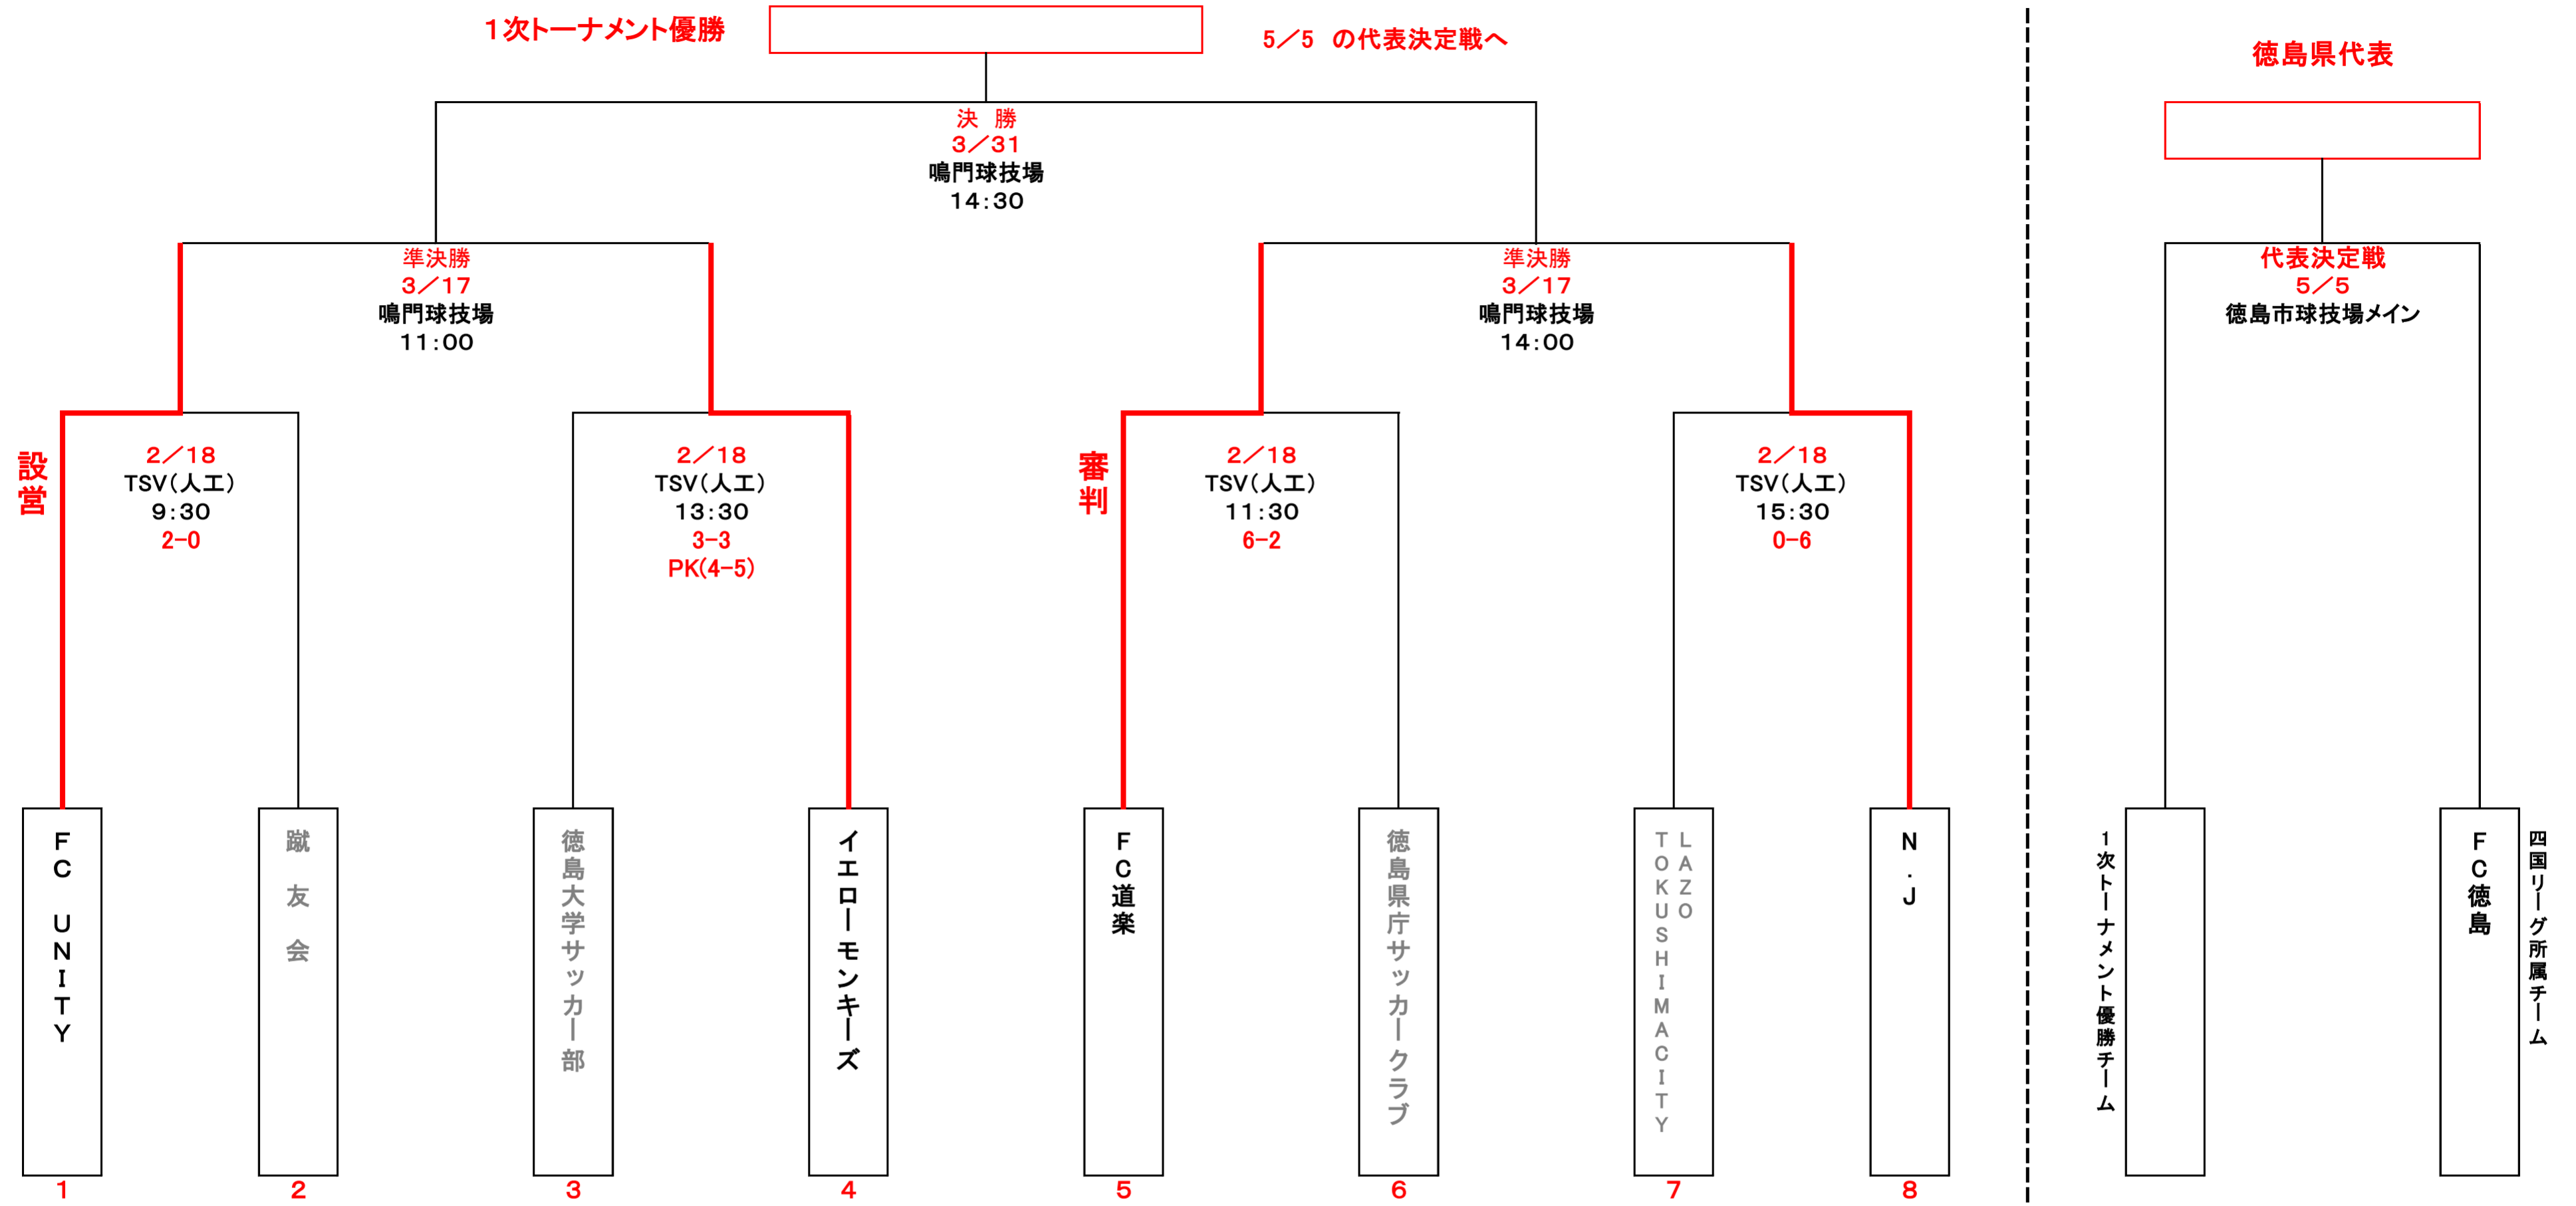 １次トーナメント優勝
5／5　の代表決定戦へ
徳島県代表
決　勝
3／31
鳴門球技場
14：30
準決勝
3／17
鳴門球技場
11：00
準決勝
3／17
鳴門球技場
14：00
代表決定戦
5／5
徳島市球技場メイン
設営
2／18
TSV（人工）
9：30
2−0
2／18
TSV（人工）
13：30
3−3
PK(4−5)
審判
2／18
TSV（人工）
11：30
6−2
2／18
TSV（人工）
15：30
0−6
ＦＣ　ＵＮＩＴＹ
蹴　友　会
徳島大学サッカー部
イエローモンキーズ
ＦＣ道楽
徳島県庁サッカークラブ
LAZO
TOKUSHIMACITY
Ｎ．Ｊ
１次トーナメント優勝チーム
ＦＣ徳島
四国リーグ所属チーム
1
2
3
4
5
6
7
8